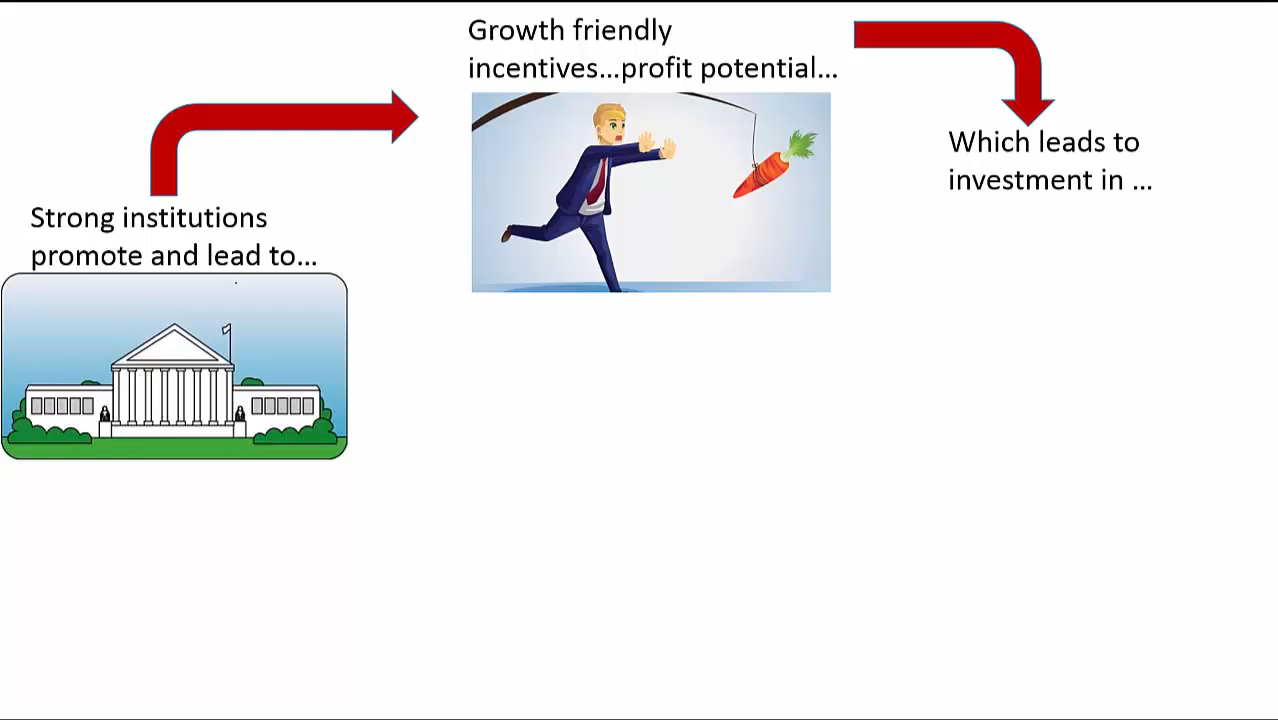 Strong institutions
promote and lead to...
Growth friendly
incentives...profit potential...
Which leads to
investment in ...